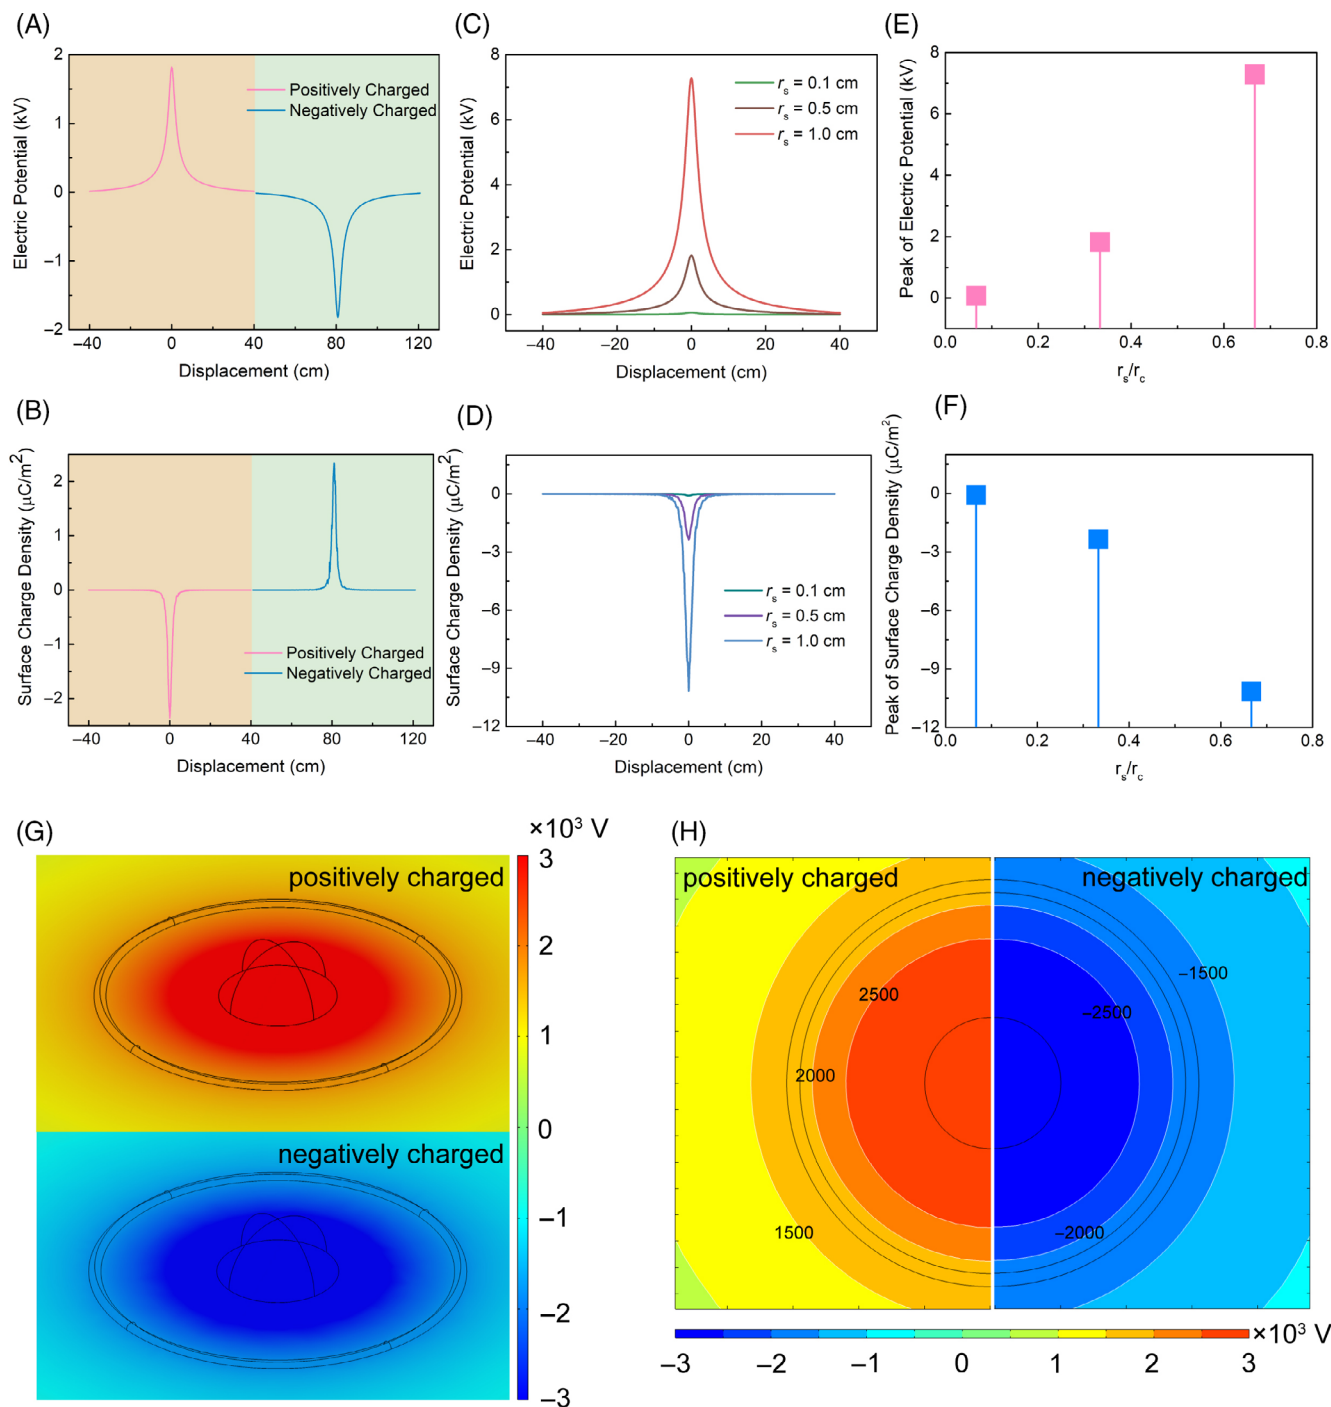 (A)
2
1
0
−1
−2
Electric Potential (kV)
Positively Charged
Negatively Charged
−40 0 40 80 120
Displacement (cm)
(C)
8
6
4
2
0
Electric Potential (kV)
rs = 0.1 cm
rs = 0.5 cm
rs = 1.0 cm
−40 −20 0 20 40
Displacement (cm)
(E)
8
6
4
2
0
Peak of Electric Potential (kV)
0.0 0.2 0.4 0.6 0.8
rs/rc
(B)
2
1
0
−1
−2
Surface Charge Density (μC/m2)
Positively Charged
Negatively Charged
−40 0 40 80 120
Displacement (cm)
(D)
0
−3
−6
−9
−12
Surface Charge Density (μC/m2)
rs = 0.1 cm
rs = 0.5 cm
rs = 1.0 cm
−40 −20 0 20 40
Displacement (cm)
(F)
0
−3
−6
−9
−12
Peak of Surface Charge Density (μC/m2)
0.0 0.2 0.4 0.6 0.8
rs/rc
(G)
×10³ V
positively charged
negatively charged
3
2
1
0
−1
−2
−3
(H)
positively charged
negatively charged
2500
2000
1500
−1500
−2500
−2000
×10³ V
−3 −2 −1 0 1 2 3